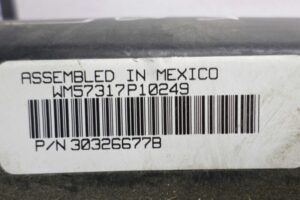 ASSEMBLED IN MEXICO
WM57317P10249
P/N 30326677B